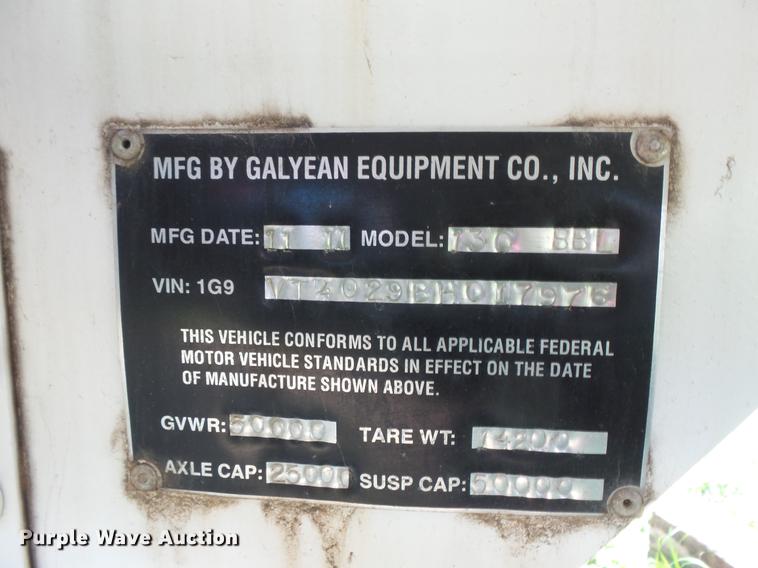 MFG BY GALYEAN EQUIPMENT CO., INC.
MFG DATE: 11 11 MODEL: BBL
VIN: 1G9
THIS VEHICLE CONFORMS TO ALL APPLICABLE FEDERAL
MOTOR VEHICLE STANDARDS IN EFFECT ON THE DATE
OF MANUFACTURE SHOWN ABOVE.
GVWR: 50000 TARE WT: 14200
AXLE CAP: 25000 SUSP CAP: 50000
Purple Wave Auction